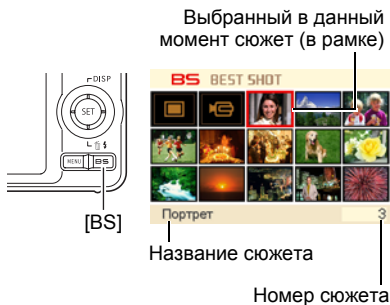 Выбранный в данный
момент сюжет (в рамке)
DISP
SET
MENU BS
[BS]
BS BEST SHOT
Портрет 3
Название сюжета
Номер сюжета